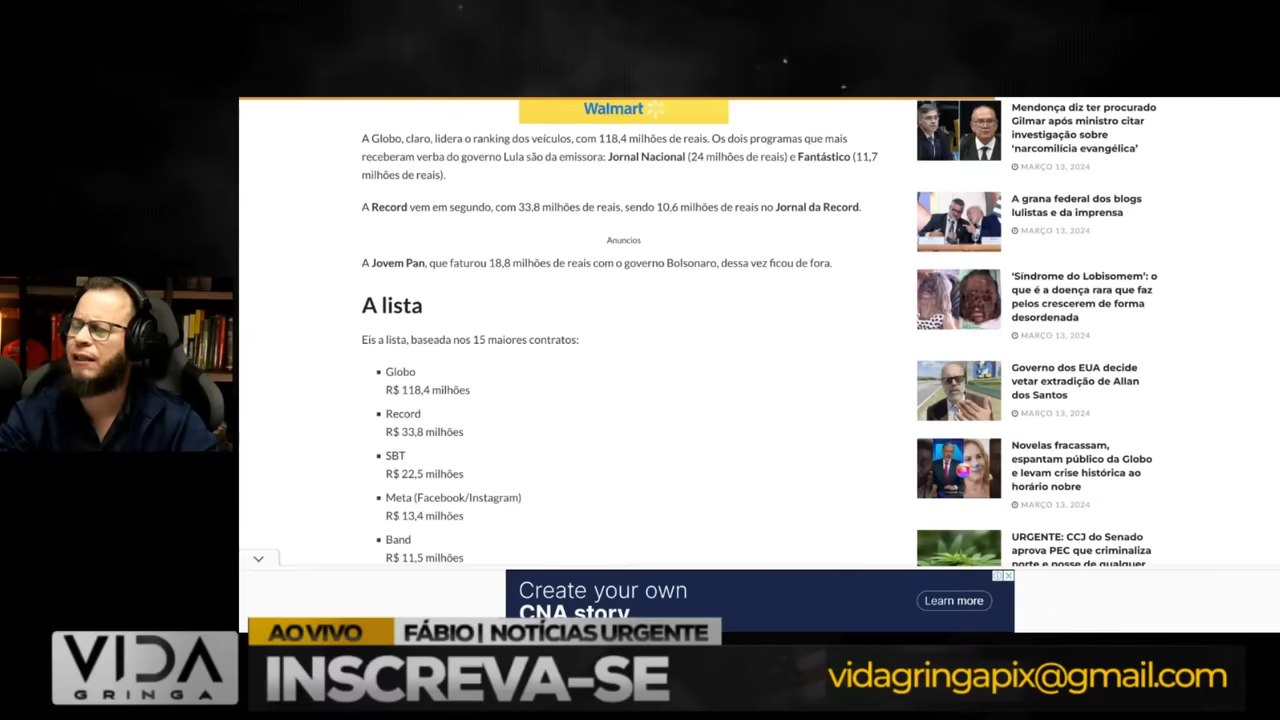 Walmart
A Globo, claro, lidera o ranking dos veículos, com 118,4 milhões de reais. Os dois programas que mais
receberam verba do governo Lula são da emissora: Jornal Nacional (24 milhões de reais) e Fantástico (11,7
milhões de reais).
A Record vem em segundo, com 33,8 milhões de reais, sendo 10,6 milhões de reais no Jornal da Record.
Anuncios
A Jovem Pan, que faturou 18,8 milhões de reais com o governo Bolsonaro, dessa vez ficou de fora.
A lista
Eis a lista, baseada nos 15 maiores contratos:
Globo
R$ 118,4 milhões
Record
R$ 33,8 milhões
SBT
R$ 22,5 milhões
Meta (Facebook/Instagram)
R$ 13,4 milhões
Band
R$ 11,5 milhões
Mendonça diz ter procurado
Gilmar após ministro citar
investigação sobre
‘narcomilícia evangélica’
MARÇO 13, 2024
A grana federal dos blogs
lulistas e da imprensa
MARÇO 13, 2024
‘Síndrome do Lobisomem’: o
que é a doença rara que faz
pelos crescerem de forma
desordenada
MARÇO 13, 2024
Governo dos EUA decide
vetar extradição de Allan
dos Santos
MARÇO 13, 2024
Novelas fracassam,
espantam público da Globo
e levam crise histórica ao
horário nobre
MARÇO 13, 2024
URGENTE: CCJ do Senado
aprova PEC que criminaliza
porte e posse de qualquer
Create your own
CNA story
Learn more
AO VIVO
FÁBIO | NOTÍCIAS URGENTE
VIDA
GRINGA
INSCREVA-SE
vidagringapix@gmail.com